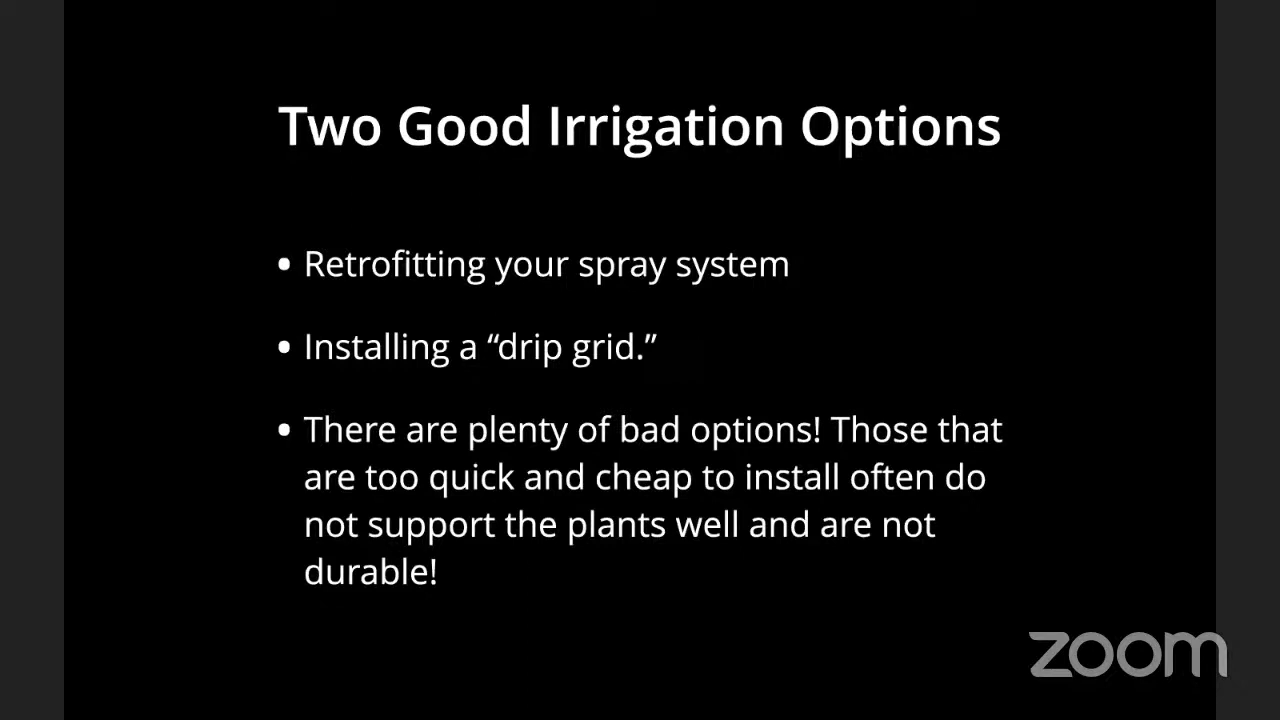 Two Good Irrigation Options
• Retrofitting your spray system
• Installing a “drip grid.”
• There are plenty of bad options! Those that
are too quick and cheap to install often do
not support the plants well and are not
durable!
zoom